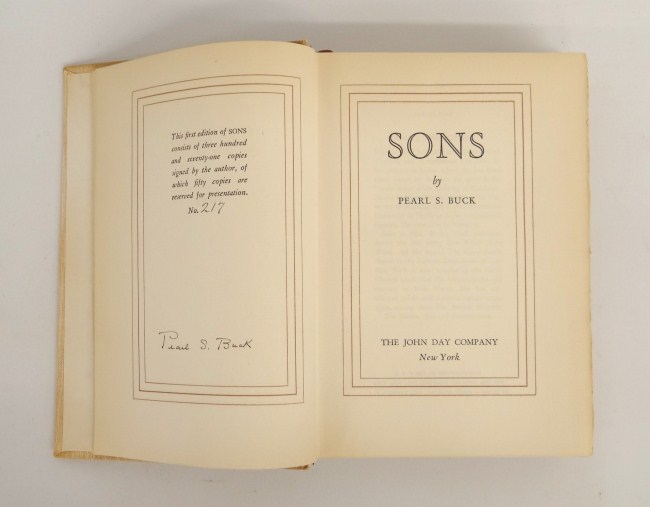 This first edition of SONS
consists of three hundred
and seventy-one copies
signed by the author, of
which fifty copies are
reserved for presentation.
No. 217
Pearl S. Buck
SONS
by
PEARL S. BUCK
THE JOHN DAY COMPANY
New York